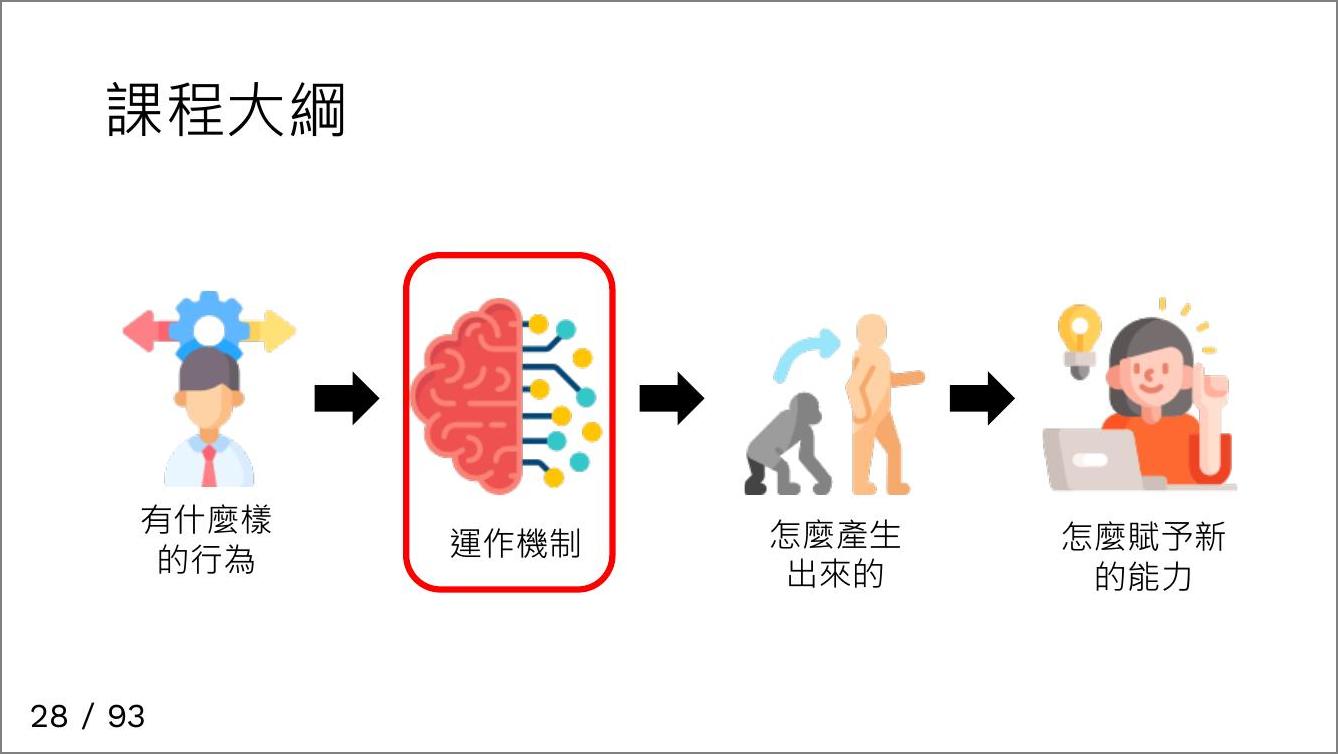 課程大綱
有什麼樣
的行為
運作機制
怎麼產生
出來的
怎麼賦予新
的能力
28 / 93